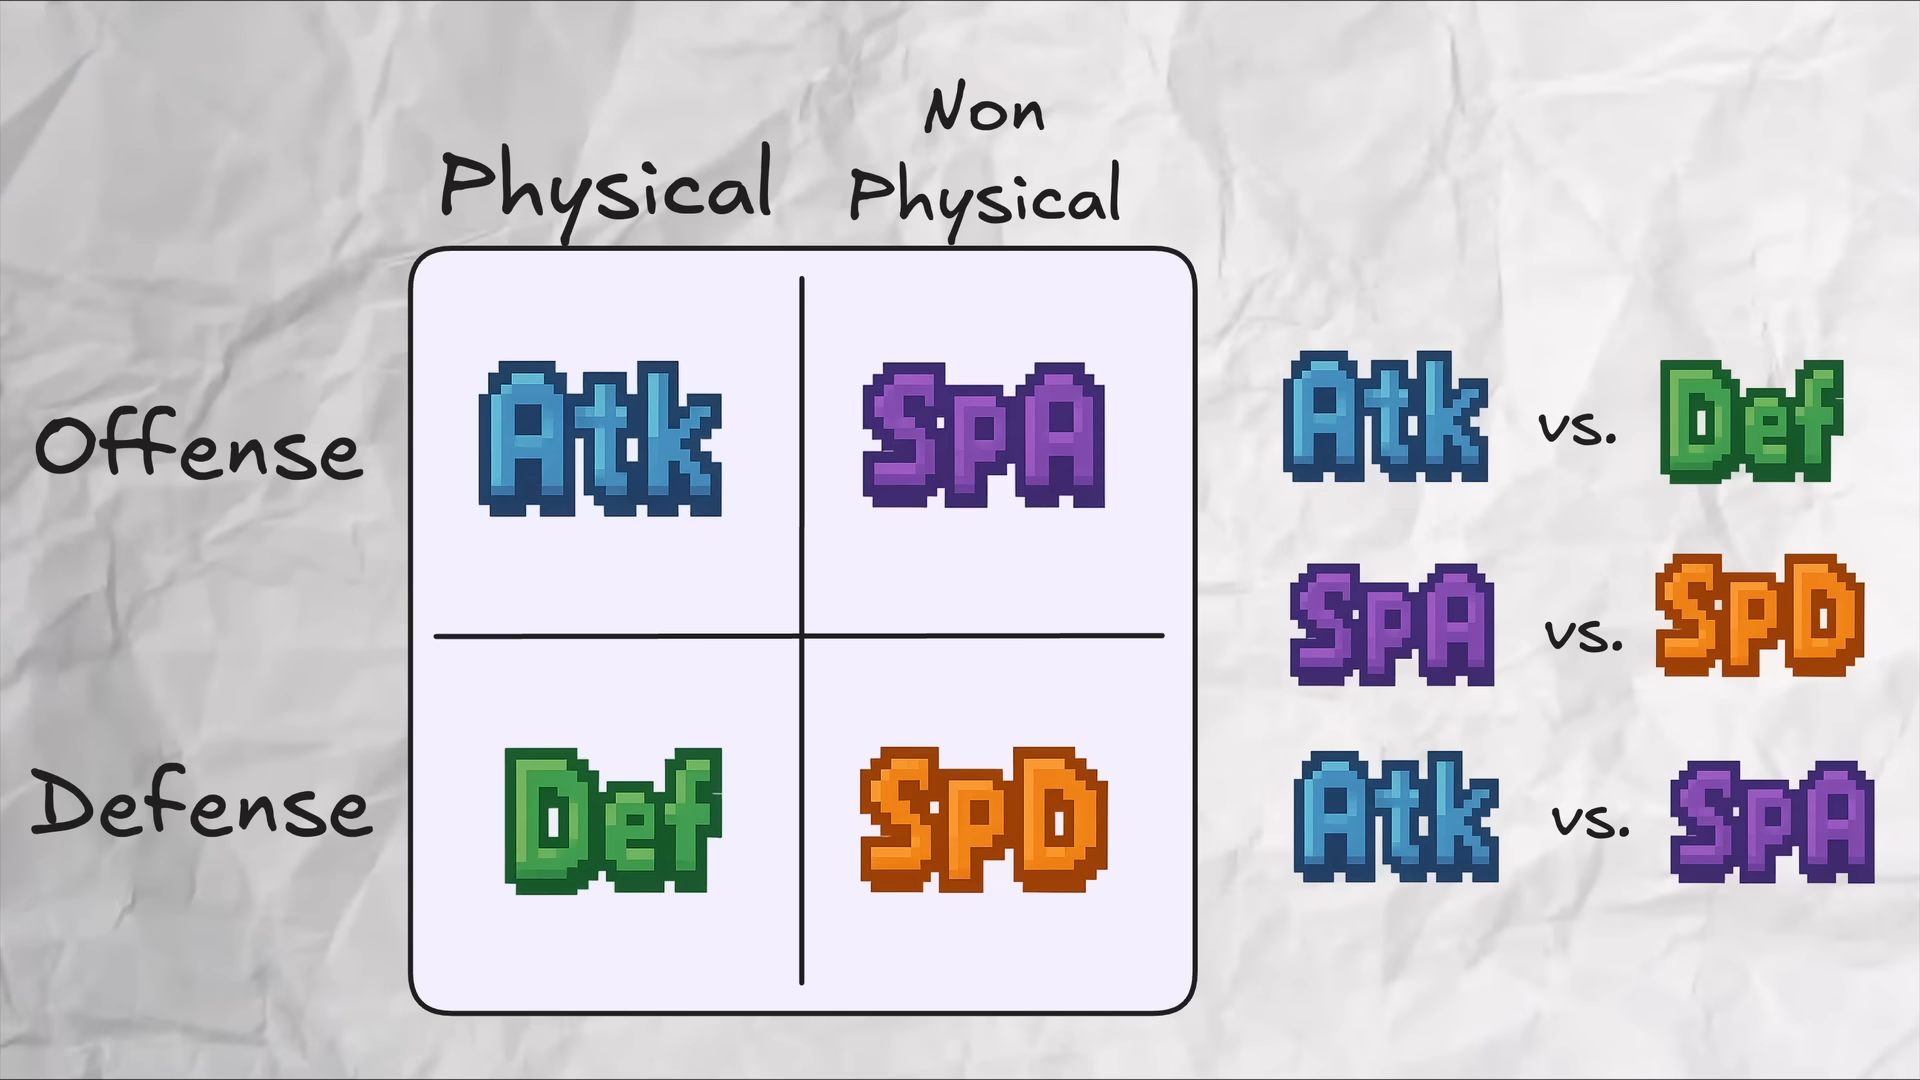 Non
Physical Physical
Offense Atk SpA
Defense Def SpD
Atk vs. Def
SpA vs. SpD
Atk vs. SpA